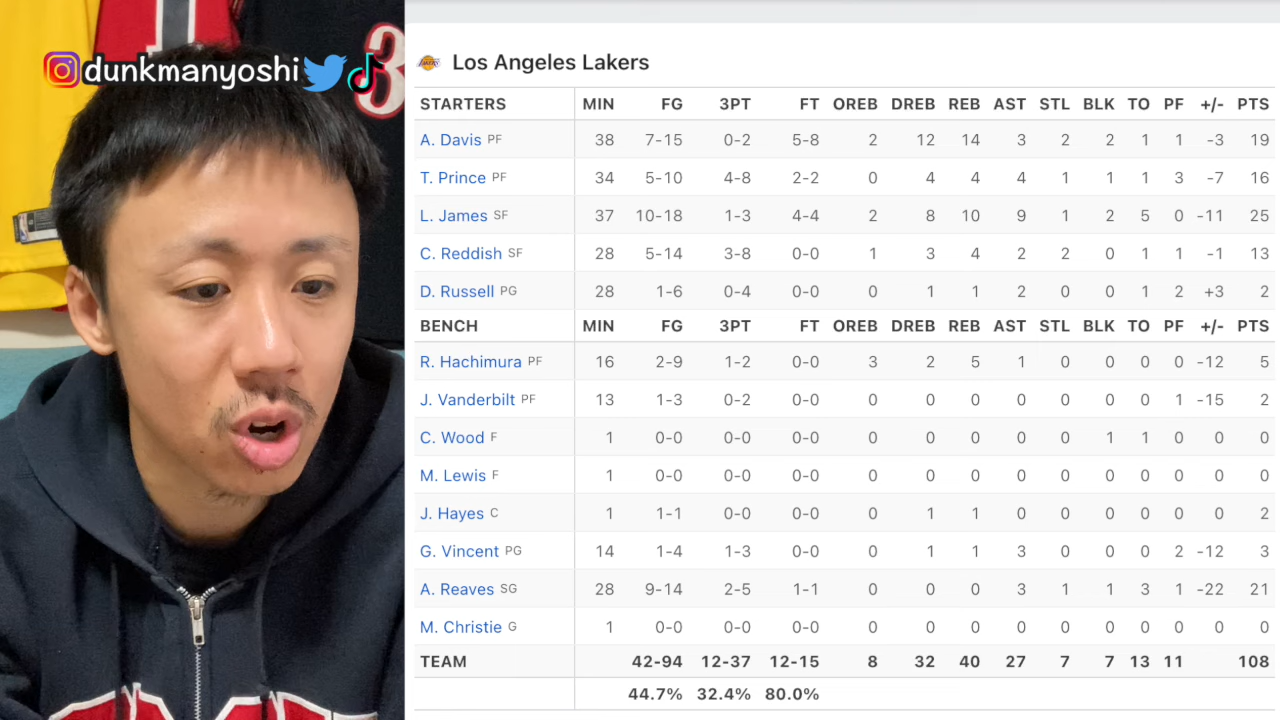 dunkmanyoshi
Los Angeles Lakers
STARTERS MIN FG 3PT FT OREB DREB REB AST STL BLK TO PF +/- PTS
A. Davis PF 38 7-15 0-2 5-8 2 12 14 3 2 2 1 1 -3 19
T. Prince PF 34 5-10 4-8 2-2 0 4 4 4 1 1 1 3 -7 16
L. James SF 37 10-18 1-3 4-4 2 8 10 9 1 2 5 0 -11 25
C. Reddish SF 28 5-14 3-8 0-0 1 3 4 2 2 0 1 1 -1 13
D. Russell PG 28 1-6 0-4 0-0 0 1 1 2 0 0 1 2 +3 2
BENCH MIN FG 3PT FT OREB DREB REB AST STL BLK TO PF +/- PTS
R. Hachimura PF 16 2-9 1-2 0-0 3 2 5 1 0 0 0 0 -12 5
J. Vanderbilt PF 13 1-3 0-2 0-0 0 0 0 0 0 0 0 1 -15 2
C. Wood F 1 0-0 0-0 0-0 0 0 0 0 0 1 1 0 0 0
M. Lewis F 1 0-0 0-0 0-0 0 0 0 0 0 0 0 0 0 0
J. Hayes C 1 1-1 0-0 0-0 0 1 1 0 0 0 0 0 0 2
G. Vincent PG 14 1-4 1-3 0-0 0 1 1 3 0 0 0 2 -12 3
A. Reaves SG 28 9-14 2-5 1-1 0 0 0 3 1 1 3 1 -22 21
M. Christie G 1 0-0 0-0 0-0 0 0 0 0 0 0 0 0 0 0
TEAM 42-94 12-37 12-15 8 32 40 27 7 7 13 11 108
44.7% 32.4% 80.0%